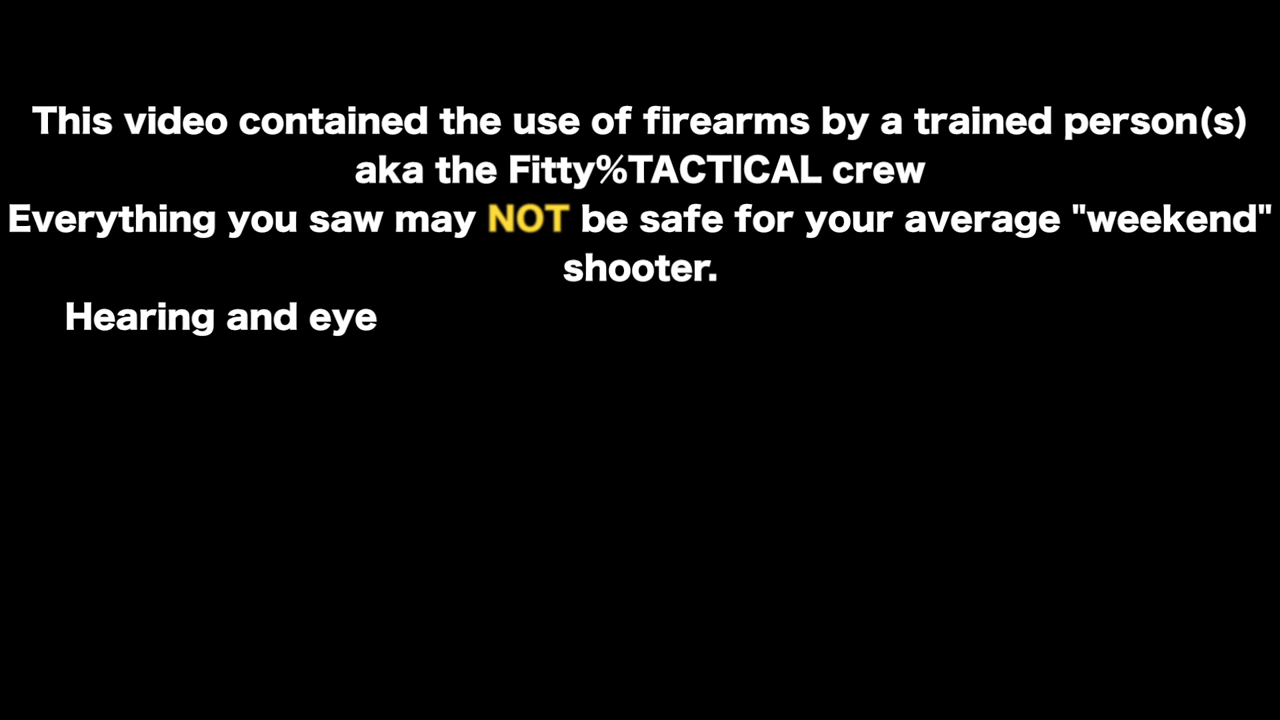 This video contained the use of firearms by a trained person(s)
aka the Fitty%TACTICAL crew
Everything you saw may NOT be safe for your average "weekend"
shooter.
Hearing and eye